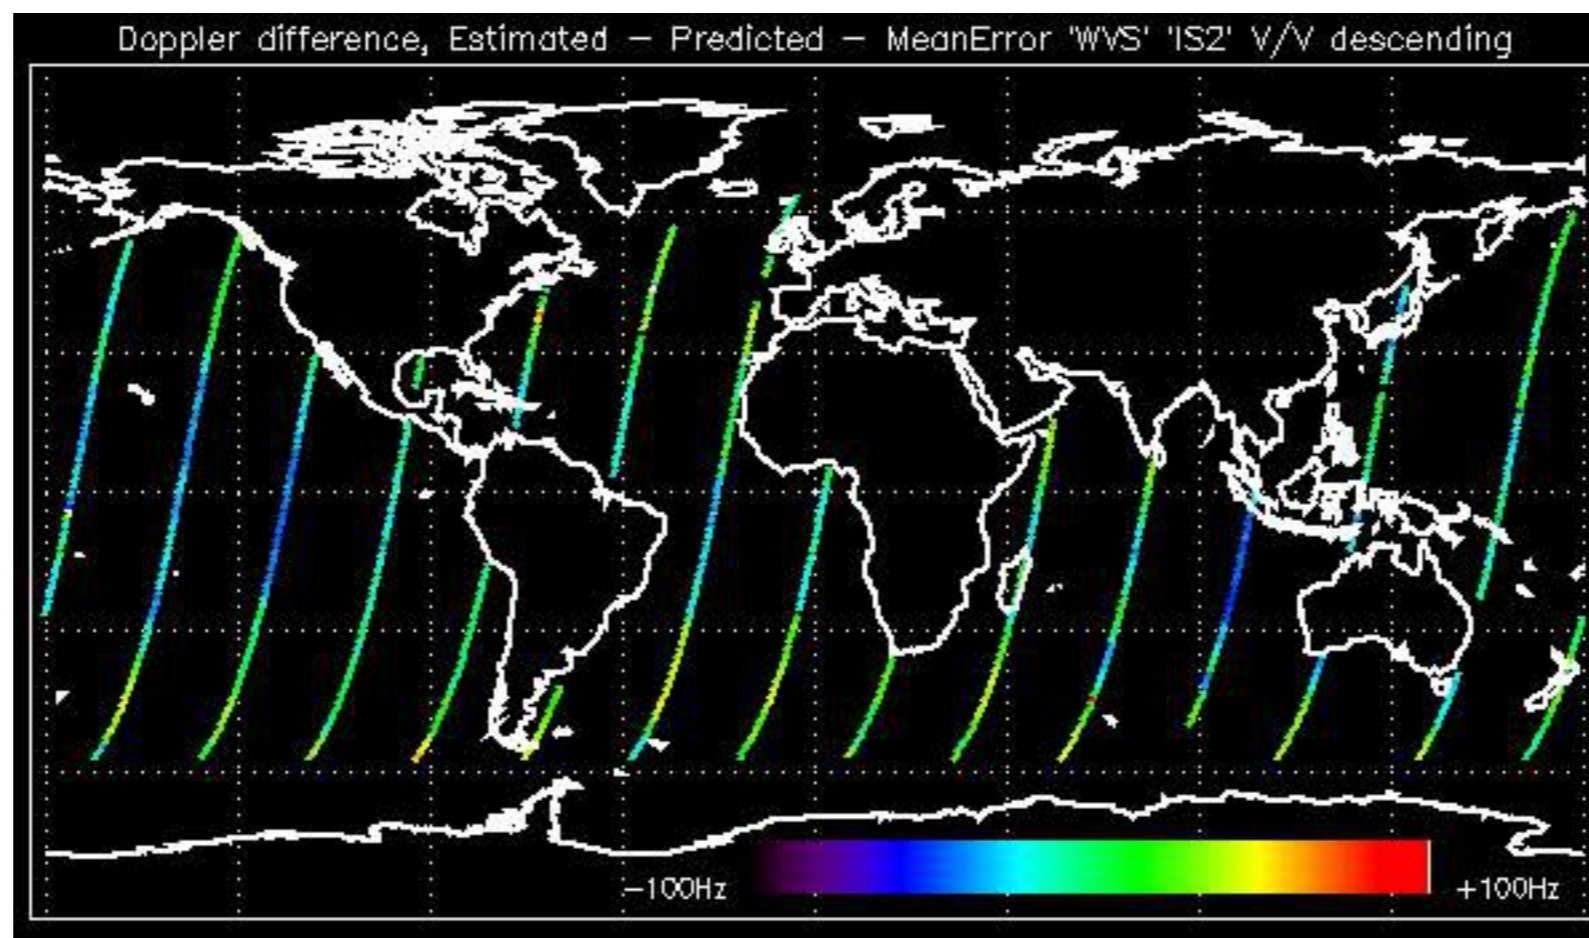 Doppler difference, Estimated – Predicted – MeanError 'WVS' 'IS2' V/V descending
–100Hz
+100Hz